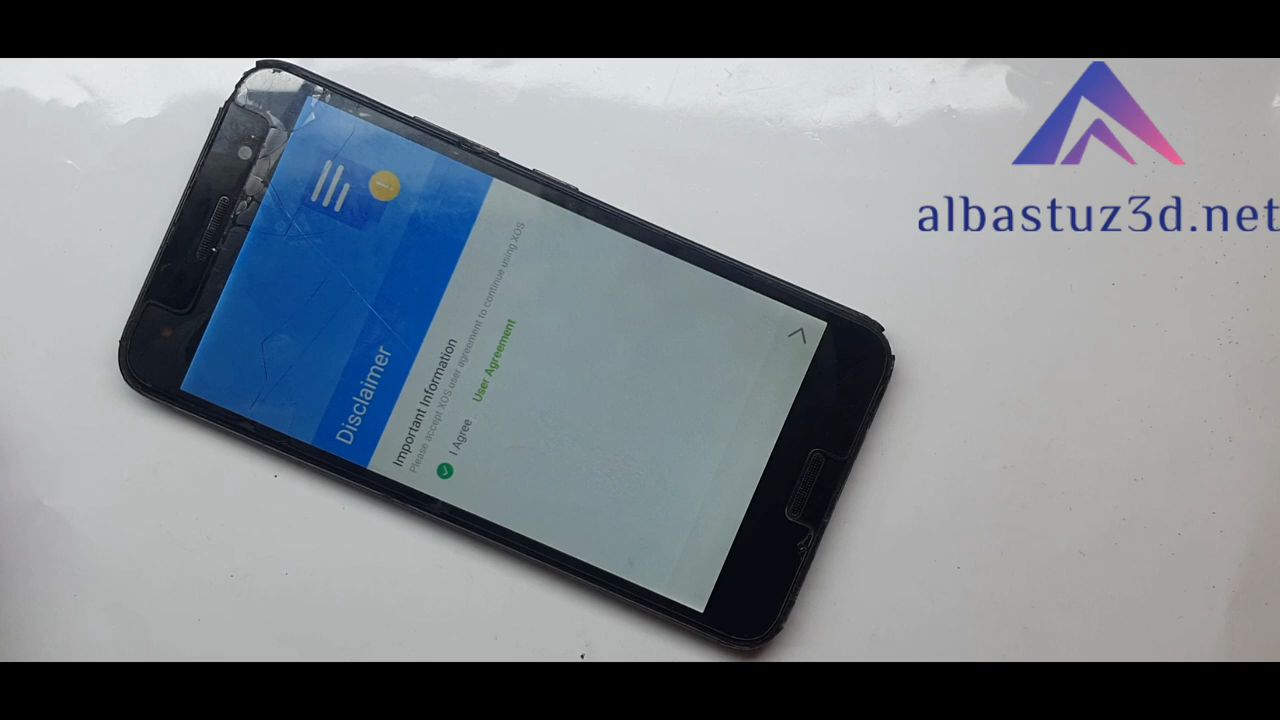 albastuz3d.net
Disclaimer
Important Information
Please accept XOS user agreement to continue using XOS
I Agree User Agreement